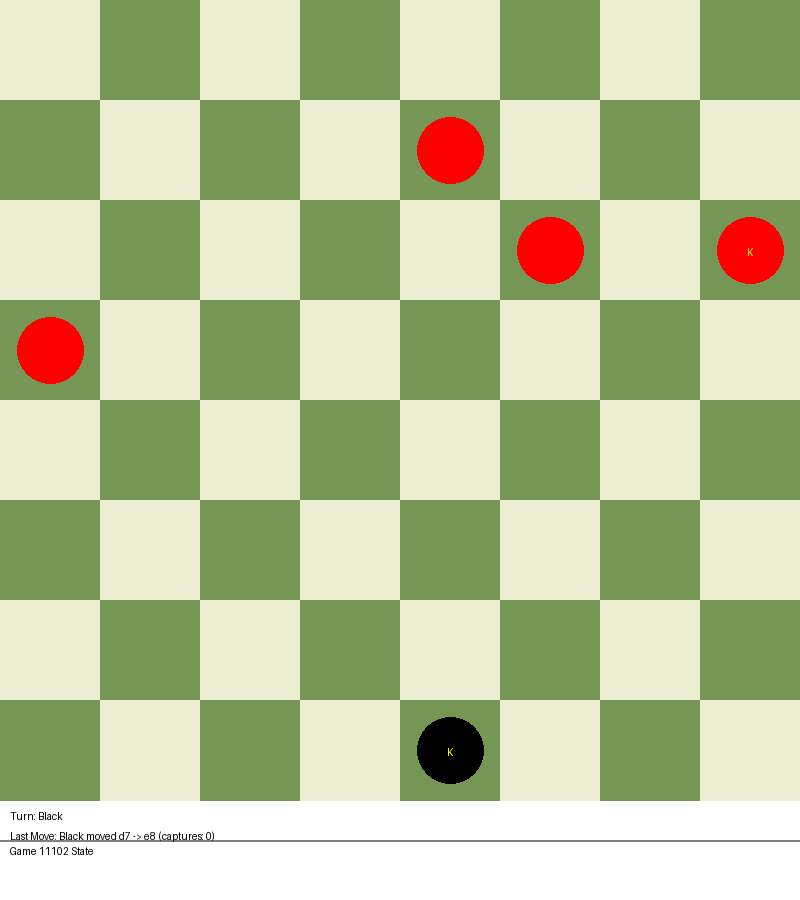 K
K
Turn: Black
Last Move: Black moved d7 -> e8 (captures: 0)
Game 11102 State